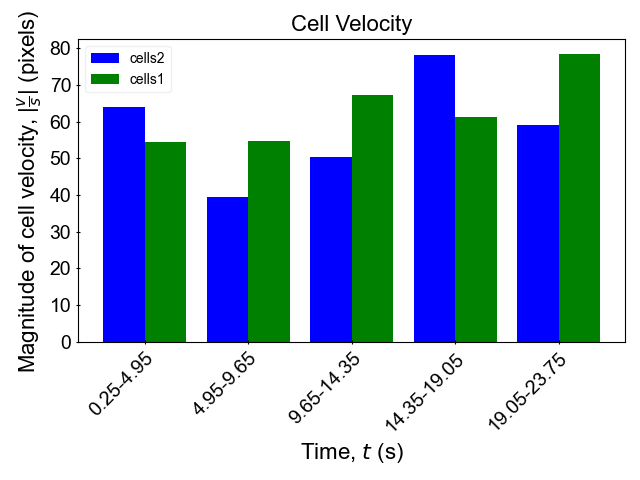 Cell Velocity
Magnitude of cell velocity, |v/s| (pixels)
80
70
60
50
40
30
20
10
0
cells2
cells1
0.25-4.95
4.95-9.65
9.65-14.35
14.35-19.05
19.05-23.75
Time, t (s)